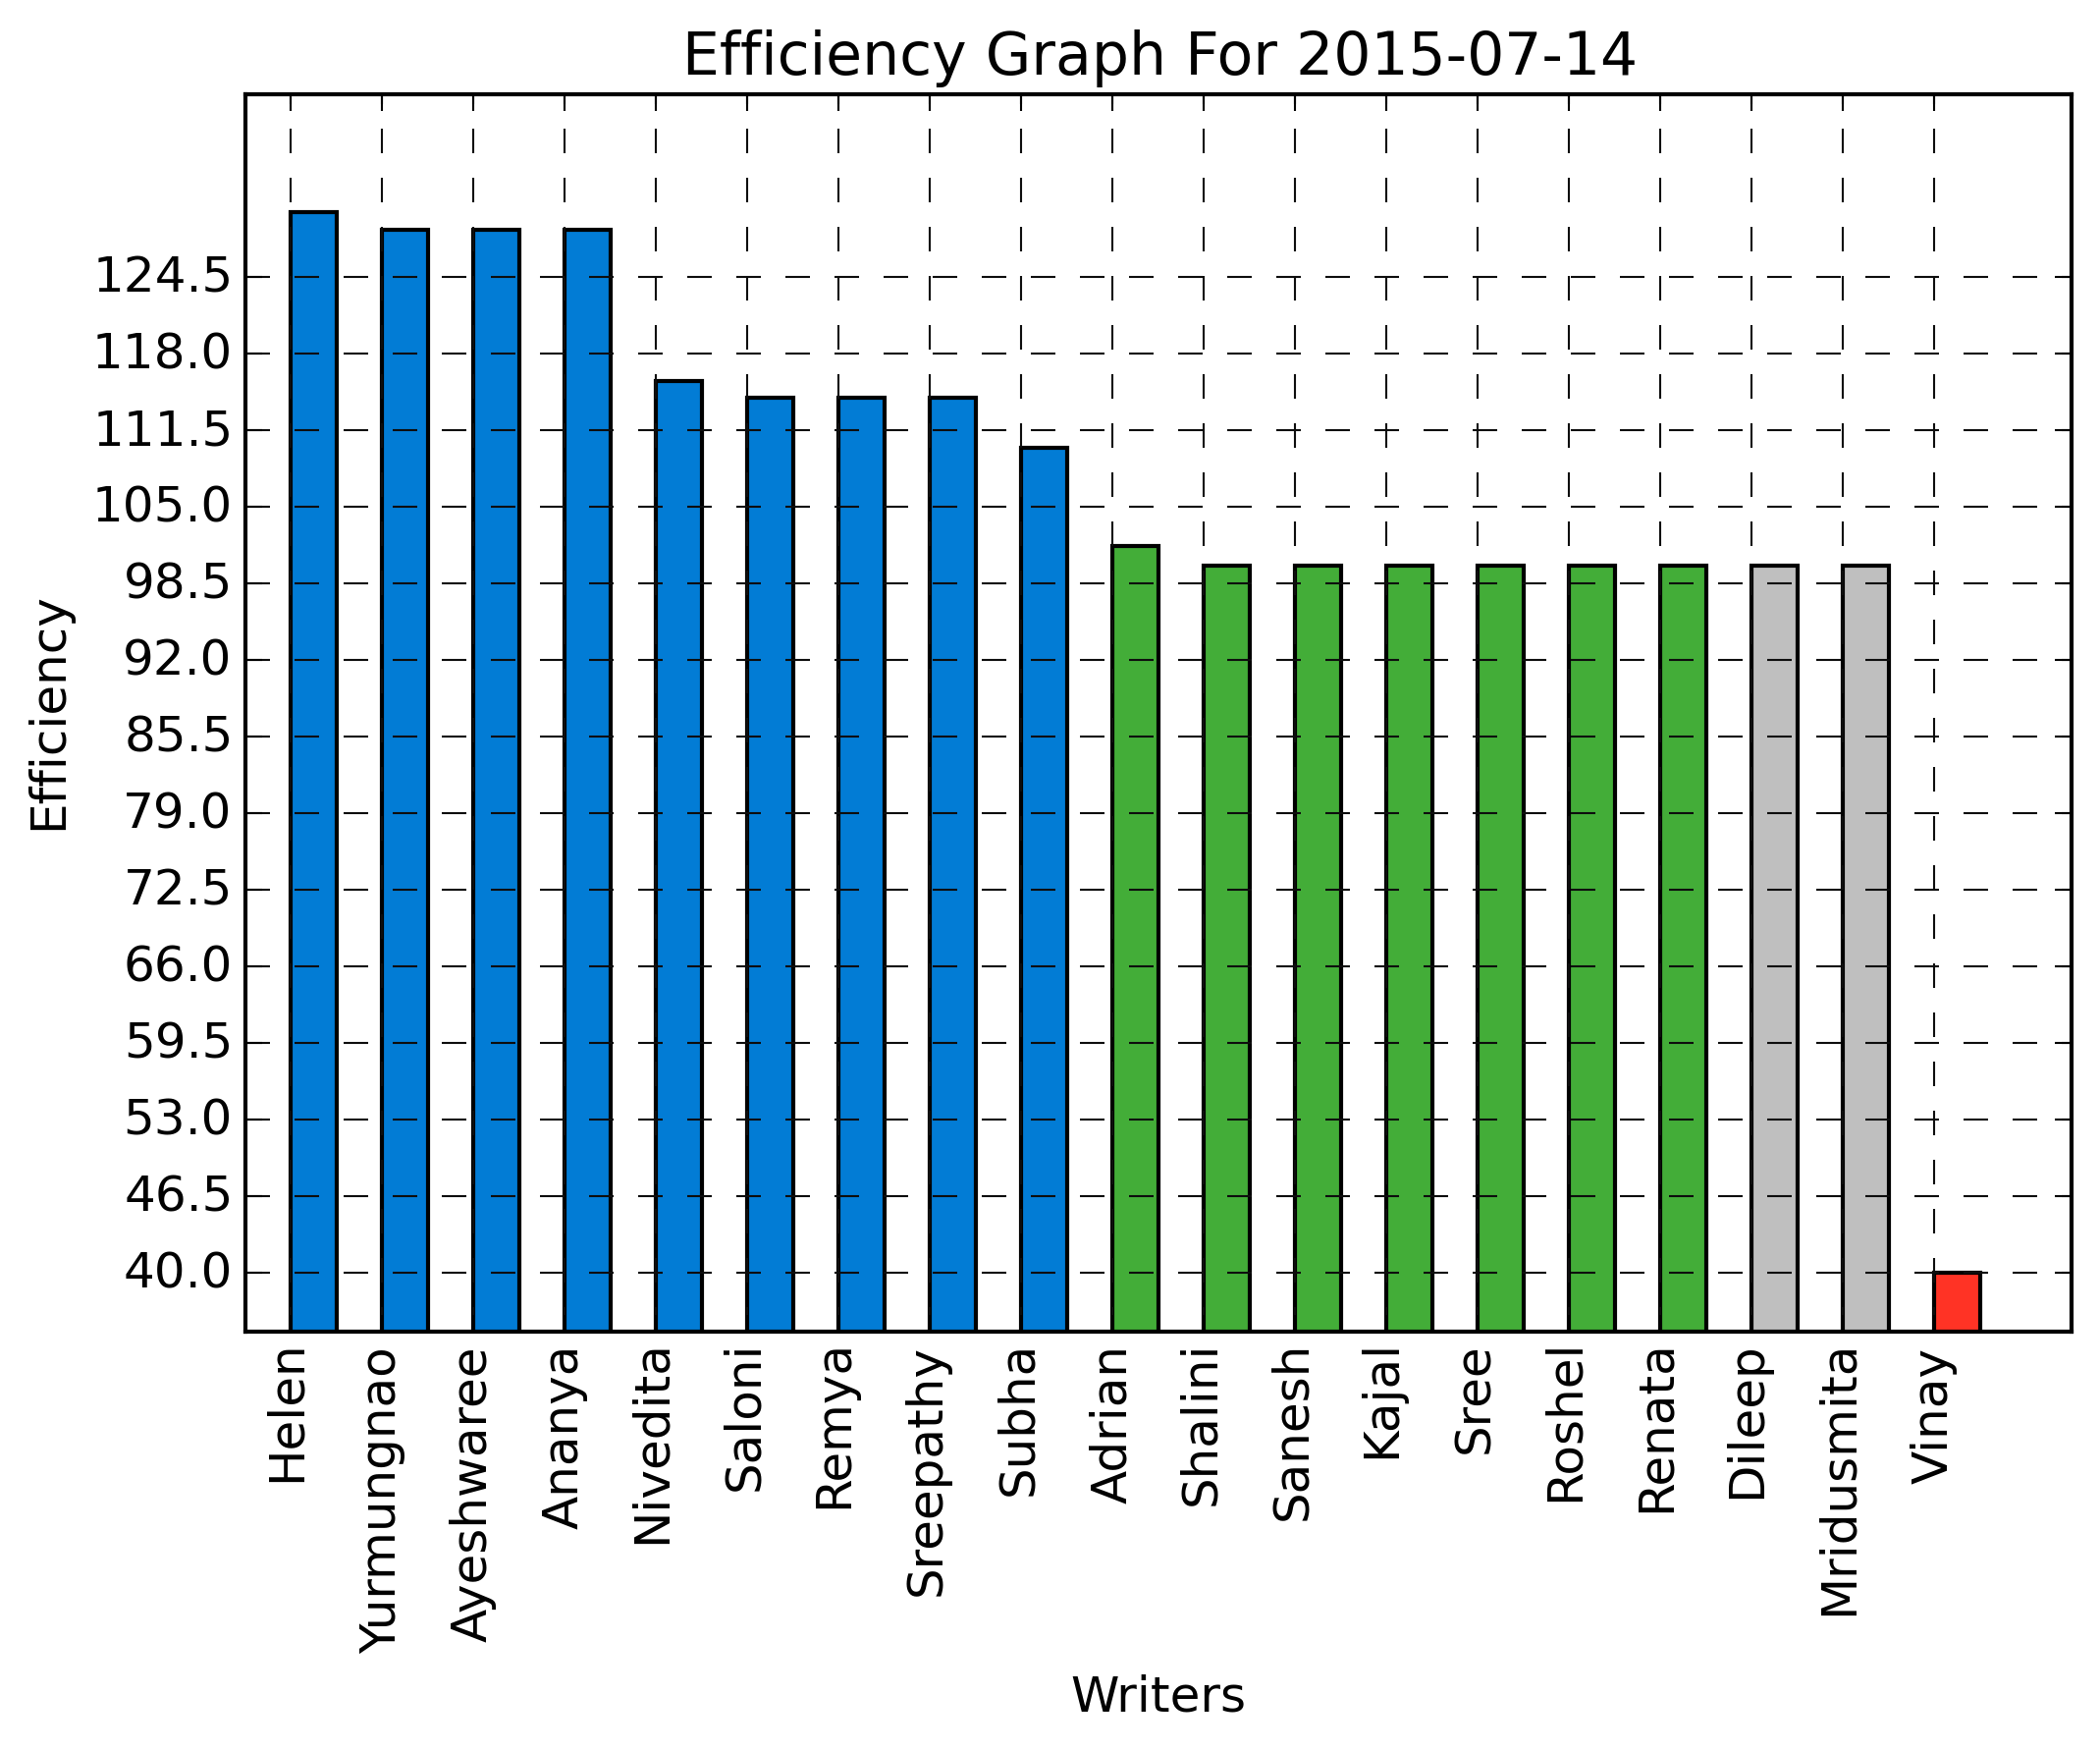 Efficiency Graph For 2015-07-14
Efficiency
124.5
118.0
111.5
105.0
98.5
92.0
85.5
79.0
72.5
66.0
59.5
53.0
46.5
40.0
Helen
Yurmungnao
Ayeshwaree
Ananya
Nivedita
Saloni
Remya
Sreepathy
Subha
Adrian
Shalini
Sanesh
Kajal
Sree
Roshel
Renata
Dileep
Mridusmita
Vinay
Writers